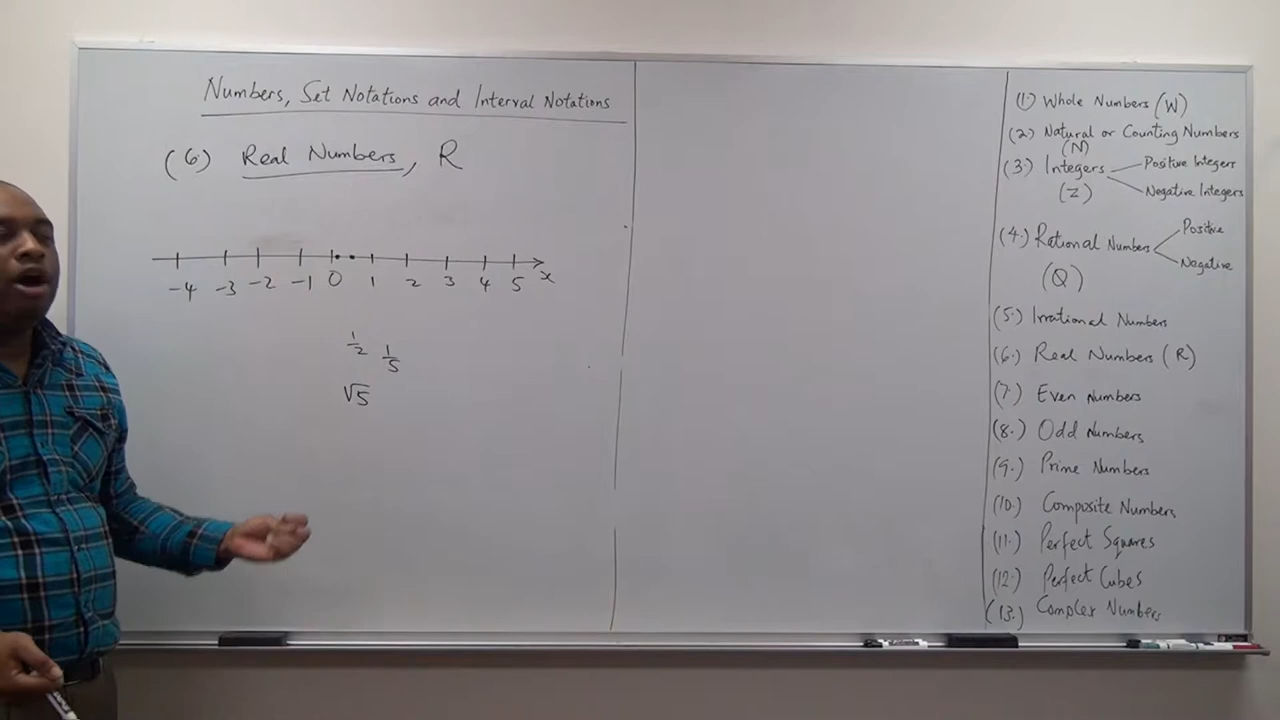 Numbers, Set Notations and Interval Notations
(6) Real Numbers, R
-4 -3 -2 -1 0 1 2 3 4 5 x
1/2 1/5
√5
(1.) Whole Numbers (W)
(2.) Natural or Counting Numbers
(N)
(3.) Integers
Positive Integers
Negative Integers
(Z)
(4.) Rational Numbers
Positive
Negative
(Q)
(5.) Irrational Numbers
(6.) Real Numbers (R)
(7.) Even Numbers
(8.) Odd Numbers
(9.) Prime Numbers
(10.) Composite Numbers
(11.) Perfect Squares
(12.) Perfect Cubes
(13.) Complex Numbers